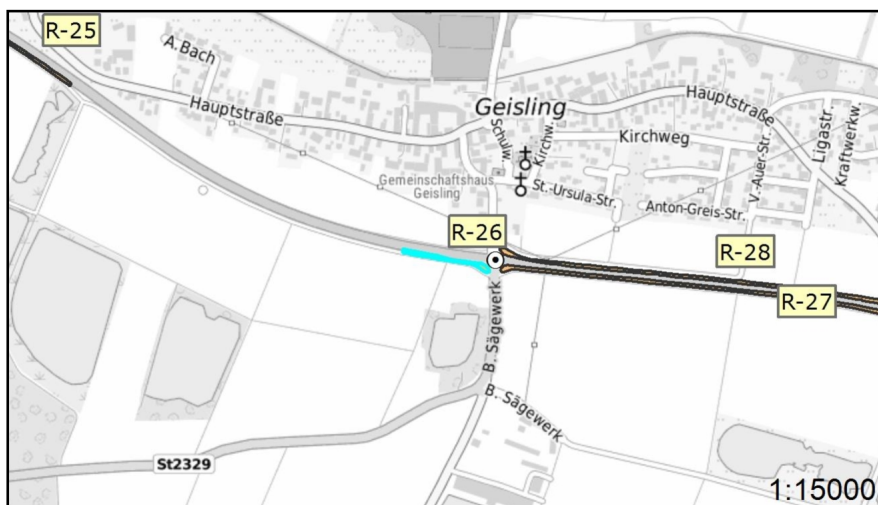 R-25
A.Bach
Hauptstraße
Geisling
Hauptstraße
Schulw.
Kirchw.
Kirchweg
V.-Auer-Str.
Ligastr.
Kraftwerkw.
Gemeinschaftshaus
Geisling
St.-Ursula-Str.
Anton-Greis-Str.
R-26
R-28
R-27
B. Sägewerk
B. Sägewerk
St2329
1:15000